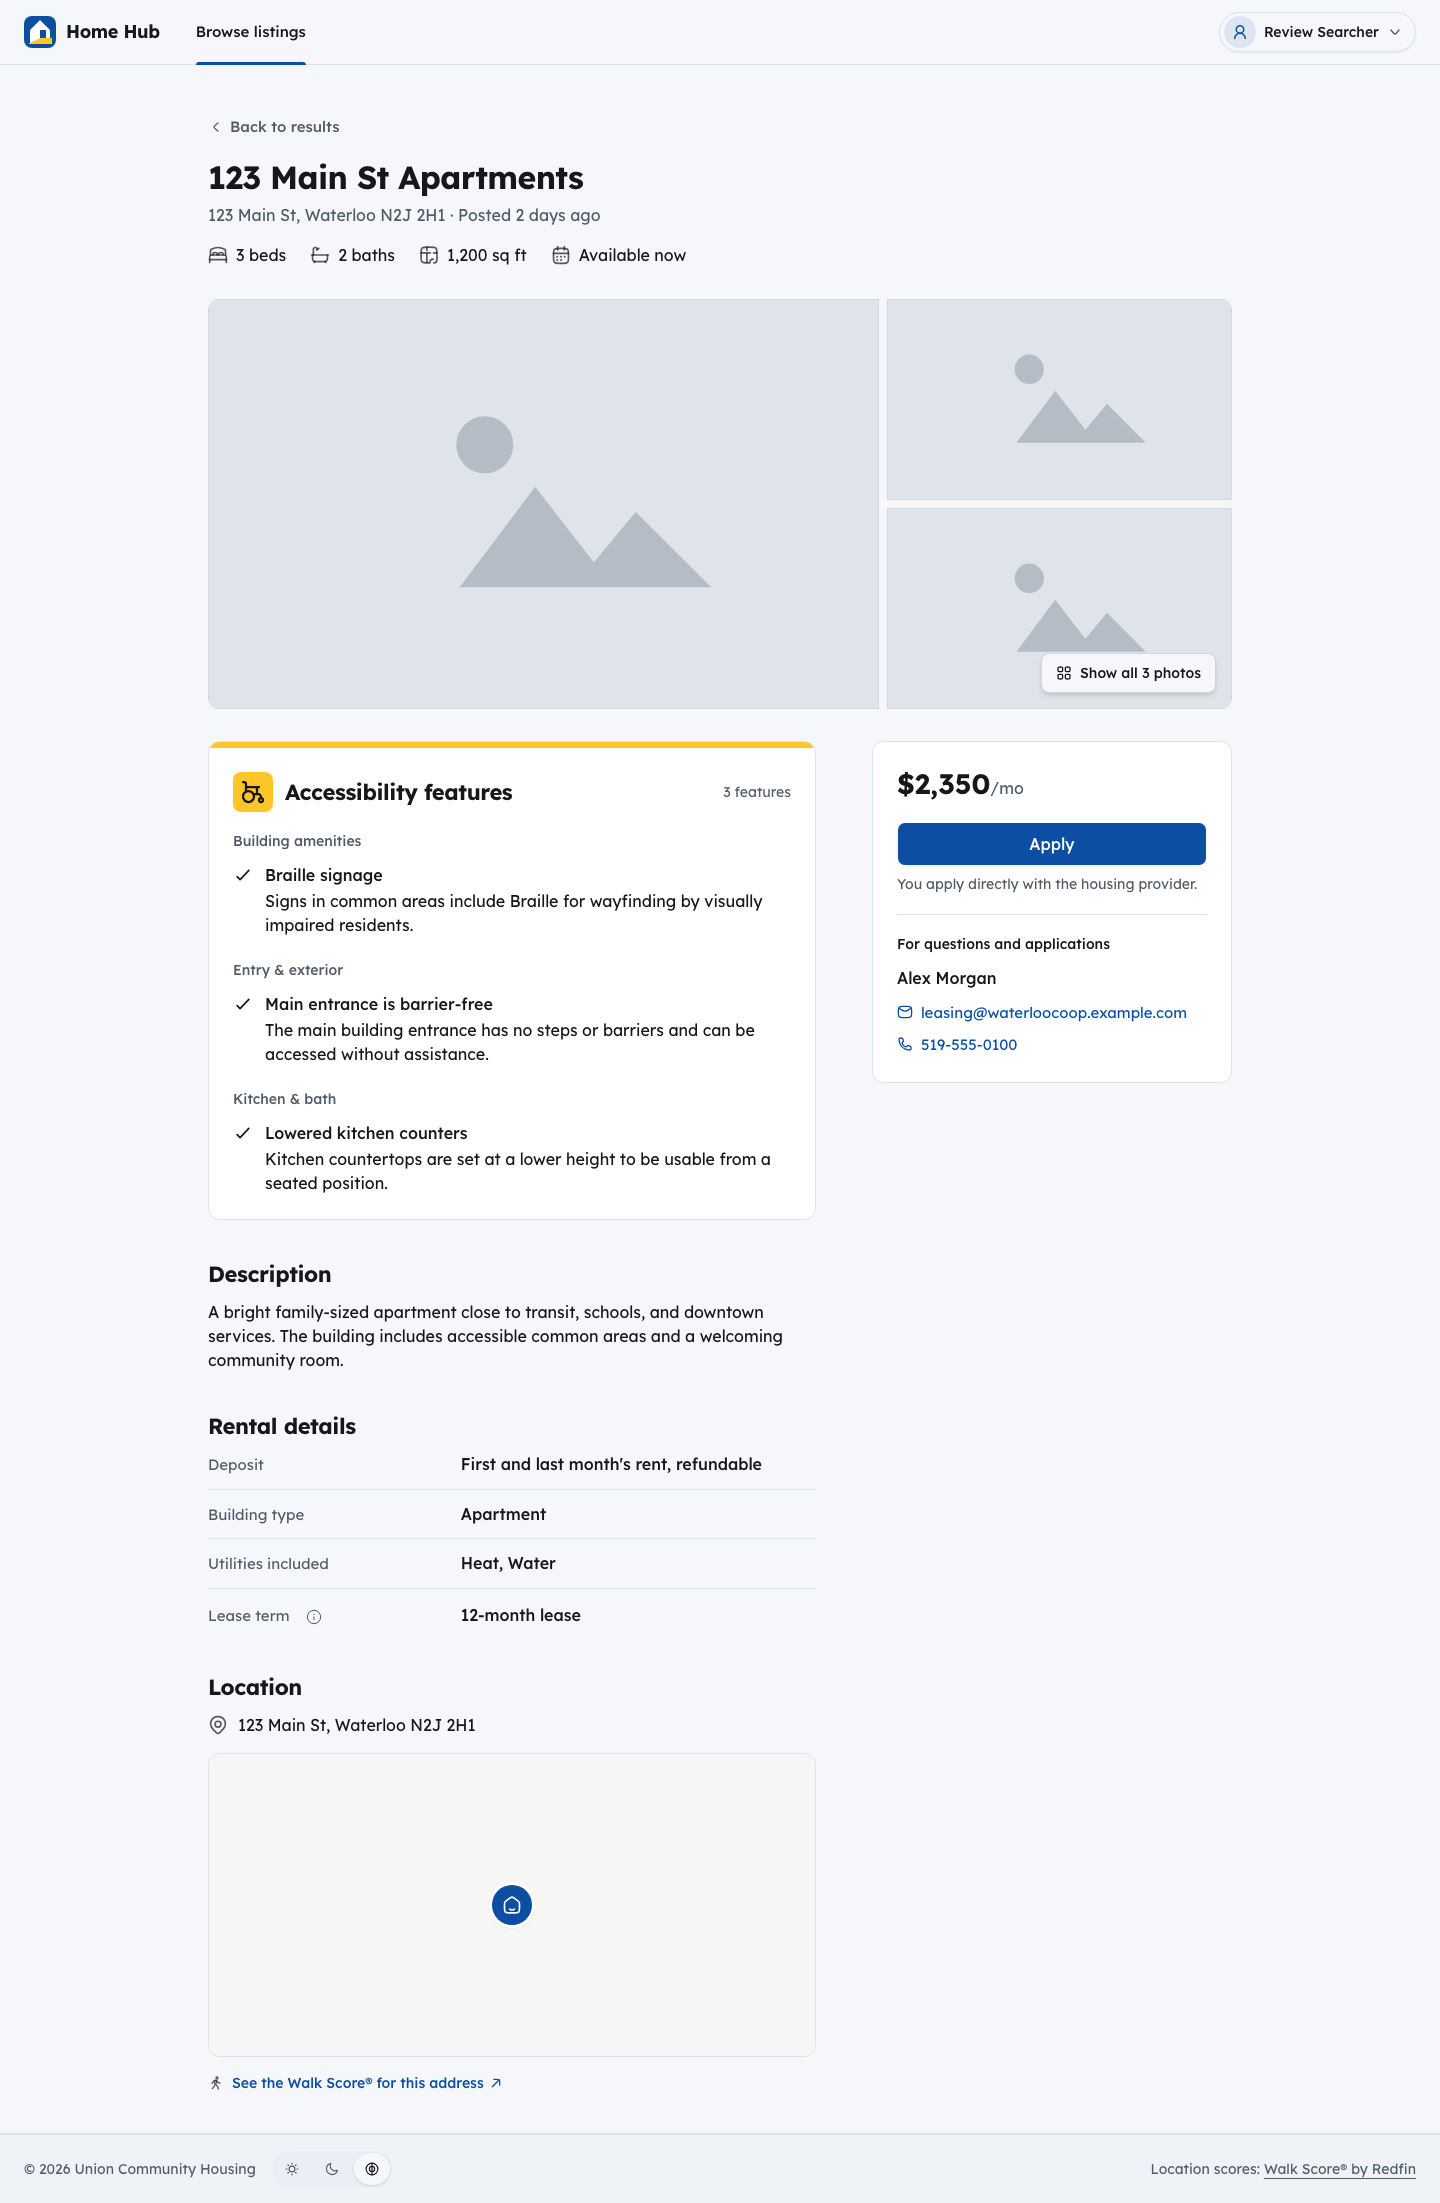 Home Hub
Browse listings
Review Searcher
Back to results
123 Main St Apartments
123 Main St, Waterloo N2J 2H1 · Posted 2 days ago
3 beds
2 baths
1,200 sq ft
Available now
Show all 3 photos
Accessibility features
3 features
Building amenities
Braille signage
Signs in common areas include Braille for wayfinding by visually
impaired residents.
Entry & exterior
Main entrance is barrier-free
The main building entrance has no steps or barriers and can be
accessed without assistance.
Kitchen & bath
Lowered kitchen counters
Kitchen countertops are set at a lower height to be usable from a
seated position.
$2,350/mo
Apply
You apply directly with the housing provider.
For questions and applications
Alex Morgan
leasing@waterloocoop.example.com
519-555-0100
Description
A bright family-sized apartment close to transit, schools, and downtown
services. The building includes accessible common areas and a welcoming
community room.
Rental details
Deposit
First and last month's rent, refundable
Building type
Apartment
Utilities included
Heat, Water
Lease term
12-month lease
Location
123 Main St, Waterloo N2J 2H1
See the Walk Score® for this address
© 2026 Union Community Housing
Location scores: Walk Score® by Redfin